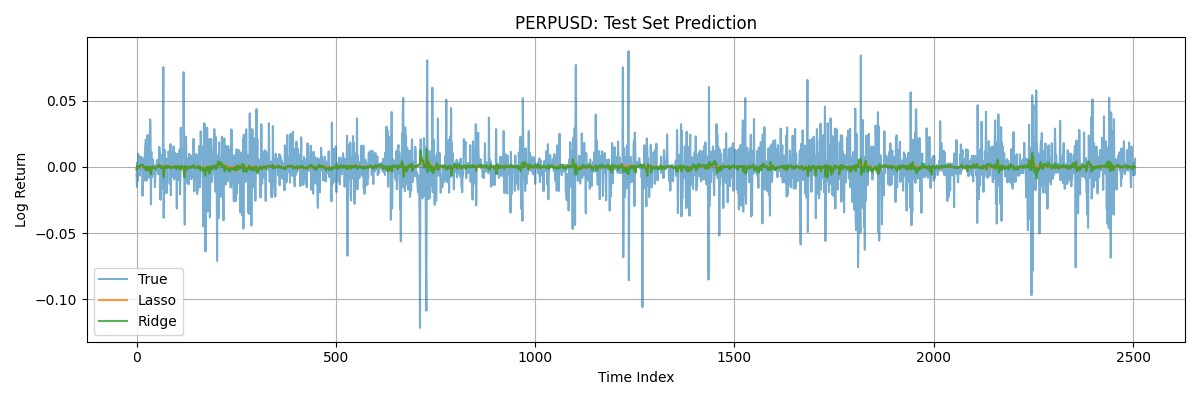 PERPUSD: Test Set Prediction
Log Return
0.05
0.00
−0.05
−0.10
True
Lasso
Ridge
0
500
1000
1500
2000
2500
Time Index